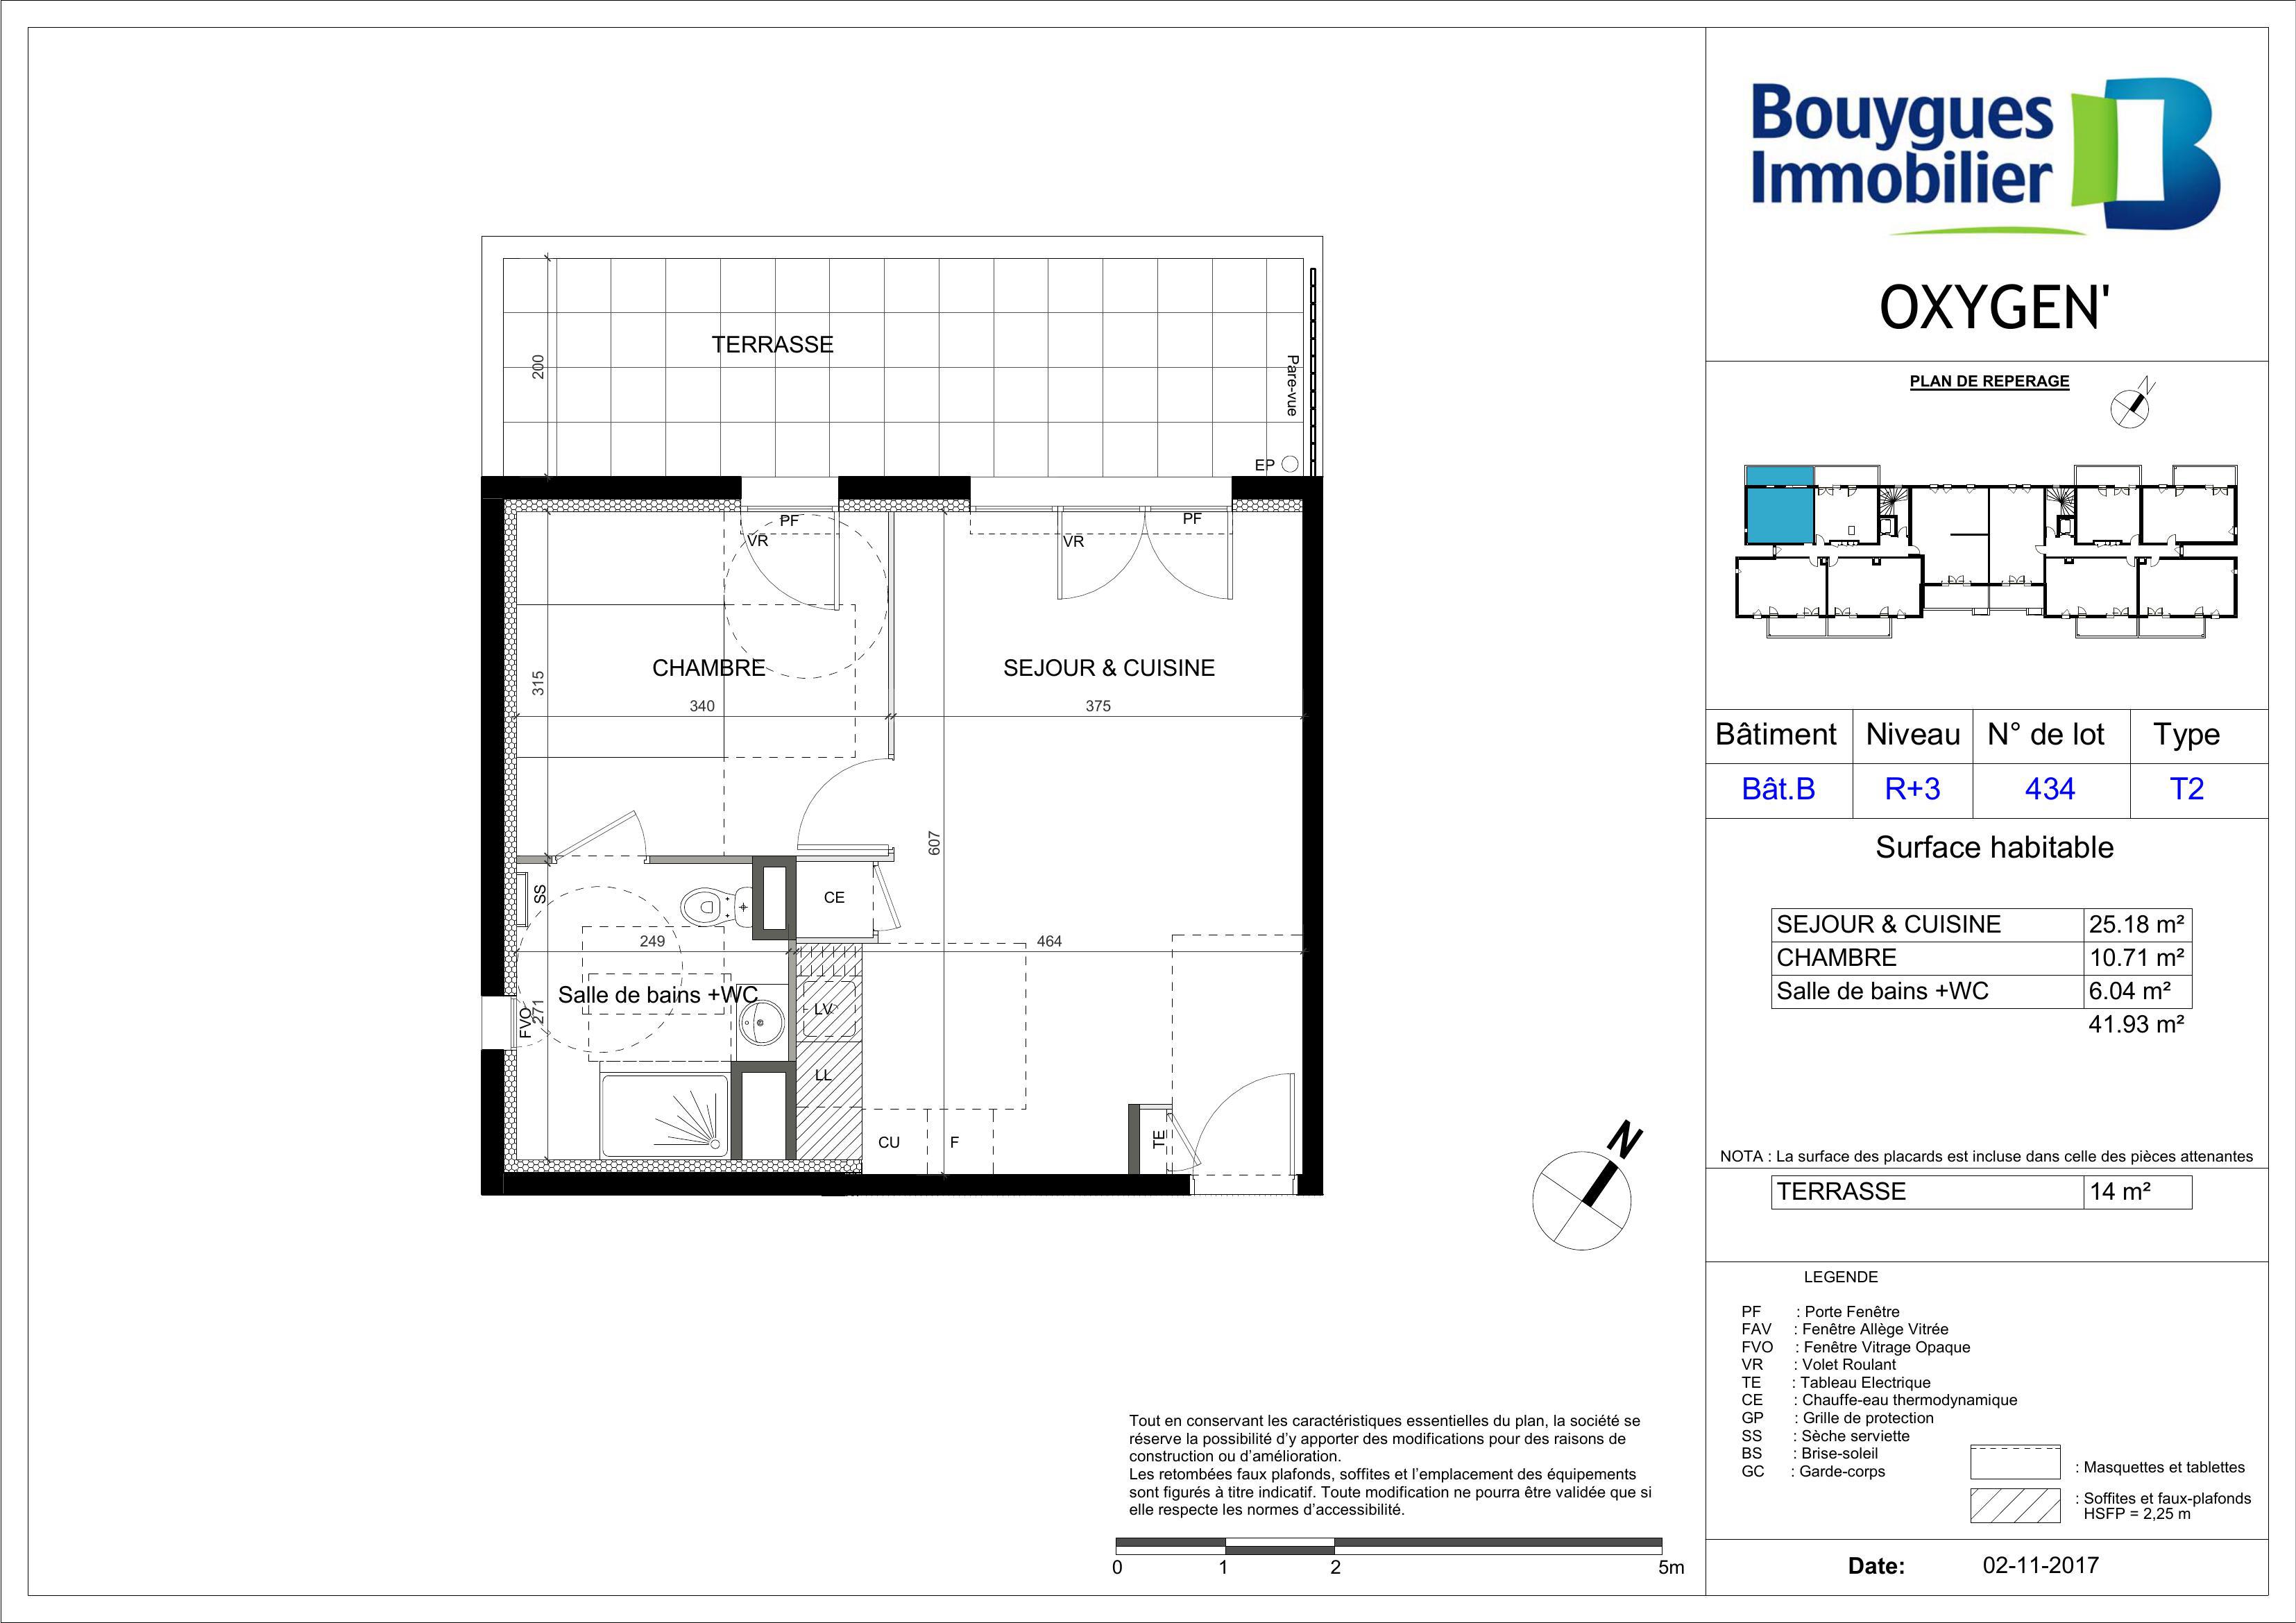 TERRASSE
200
Pare-vue
EP
PF
VR
PF
VR
CHAMBRE
SEJOUR & CUISINE
315
340
375
607
SS
CE
249
464
Salle de bains +WC
FVO
271
LV
LL
CU
F
TE
N
Tout en conservant les caractéristiques essentielles du plan, la société se
réserve la possibilité d'y apporter des modifications pour des raisons de
construction ou d'amélioration.
Les retombées faux plafonds, soffites et l'emplacement des équipements
sont figurés à titre indicatif. Toute modification ne pourra être validée que si
elle respecte les normes d'accessibilité.
0 1 2 5m
Bouygues
Immobilier
OXYGEN'
PLAN DE REPERAGE
N
Bâtiment Niveau N° de lot Type
Bât.B R+3 434 T2
Surface habitable
SEJOUR & CUISINE 25.18 m²
CHAMBRE 10.71 m²
Salle de bains +WC 6.04 m²
41.93 m²
NOTA : La surface des placards est incluse dans celle des pièces attenantes
TERRASSE 14 m²
LEGENDE
PF : Porte Fenêtre
FAV : Fenêtre Allège Vitrée
FVO : Fenêtre Vitrage Opaque
VR : Volet Roulant
TE : Tableau Electrique
CE : Chauffe-eau thermodynamique
GP : Grille de protection
SS : Sèche serviette
BS : Brise-soleil
GC : Garde-corps
: Masquettes et tablettes
: Soffites et faux-plafonds
HSFP = 2,25 m
Date: 02-11-2017